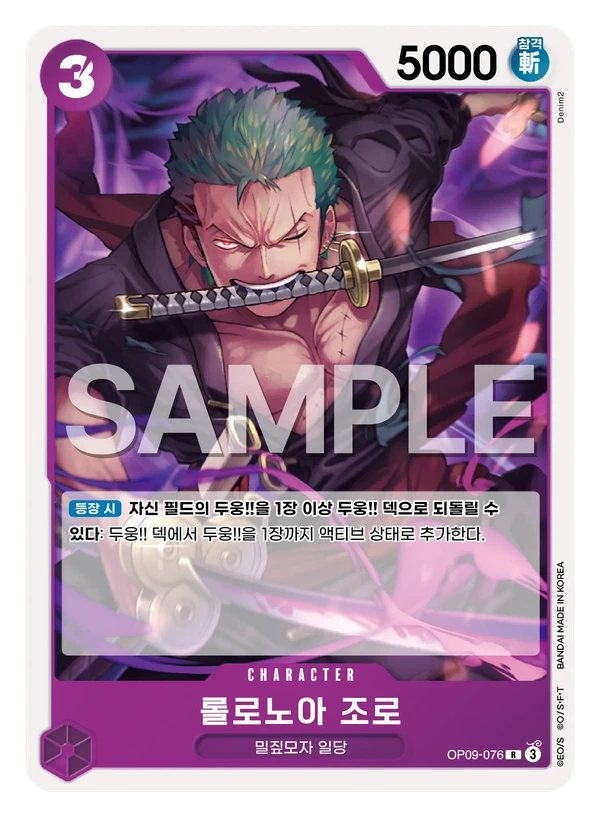 3
5000
참격
斬
Denim2
SAMPLE
등장 시 자신 필드의 두웅!!을 1장 이상 두웅!! 덱으로 되돌릴 수
있다: 두웅!! 덱에서 두웅!!을 1장까지 액티브 상태로 추가한다.
CHARACTER
롤로노아 조로
밀짚모자 일당
OP09-076 R 3
©EO/S ©O/S・F・T BANDAI MADE IN KOREA